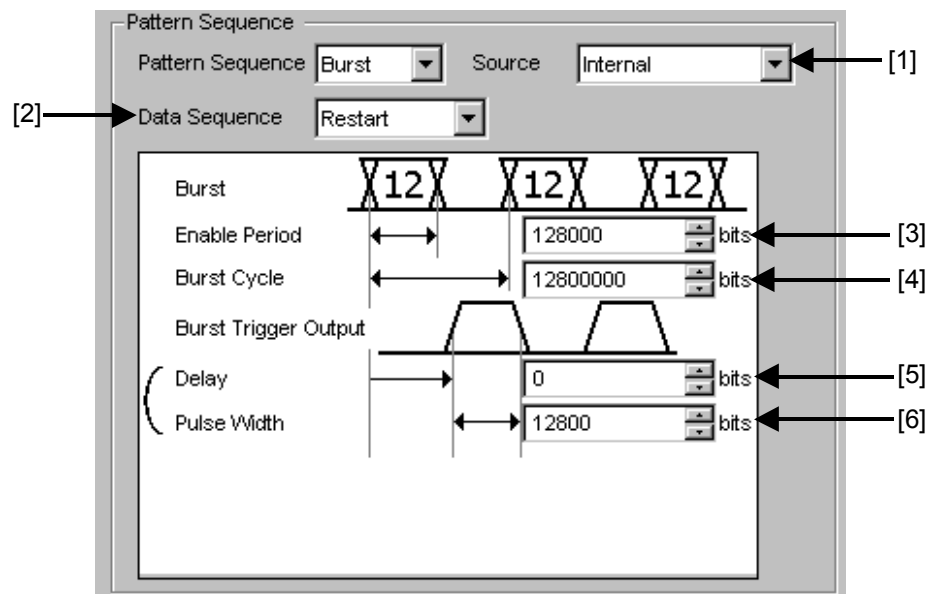 Pattern Sequence
Pattern Sequence Burst Source Internal [1]
[2] Data Sequence Restart
Burst 12 12 12
Enable Period 128000 bits [3]
Burst Cycle 12800000 bits [4]
Burst Trigger Output
Delay 0 bits [5]
Pulse Width 12800 bits [6]